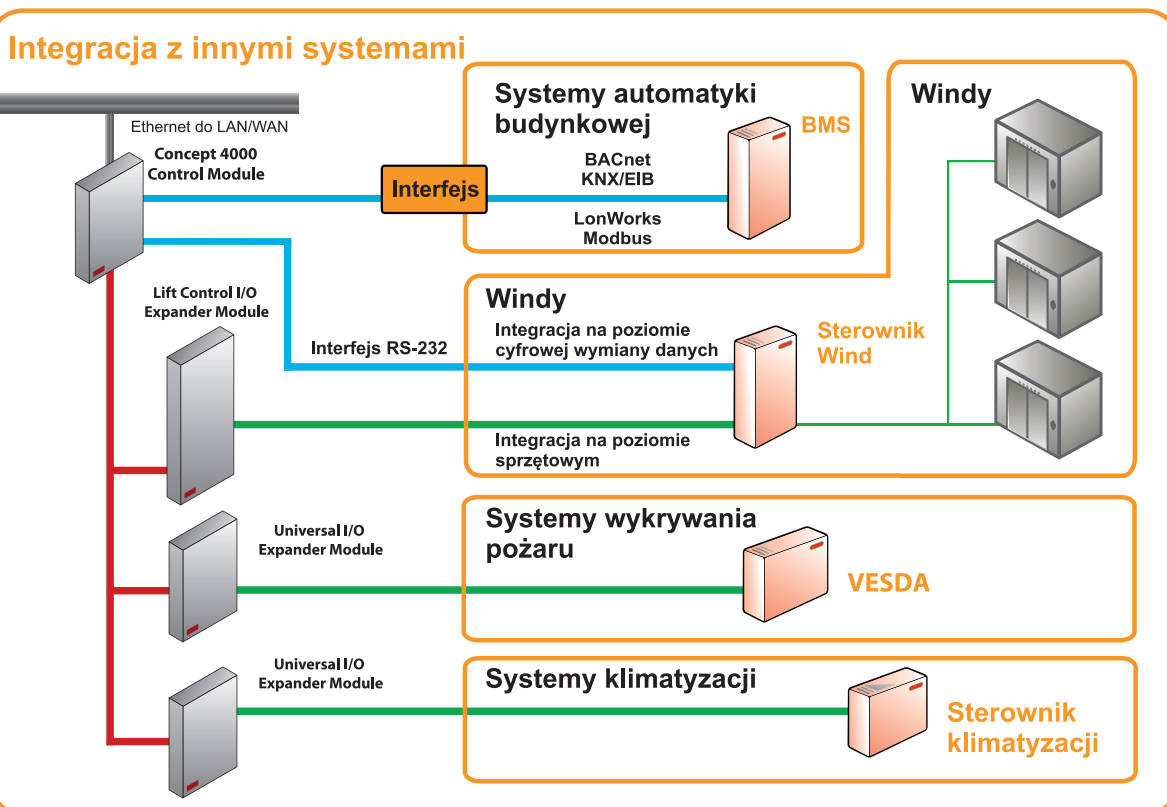 Integracja z innymi systemami
Ethernet do LAN/WAN
Concept 4000
Control Module
Interfejs
Systemy automatyki
budynkowej
BMS
BACnet
KNX/EIB
LonWorks
Modbus
Windy
Lift Control I/O
Expander Module
Interfejs RS-232
Windy
Integracja na poziomie
cyfrowej wymiany danych
Sterownik
Wind
Integracja na poziomie
sprzętowym
Universal I/O
Expander Module
Systemy wykrywania
pożaru
VESDA
Universal I/O
Expander Module
Systemy klimatyzacji
Sterownik
klimatyzacji